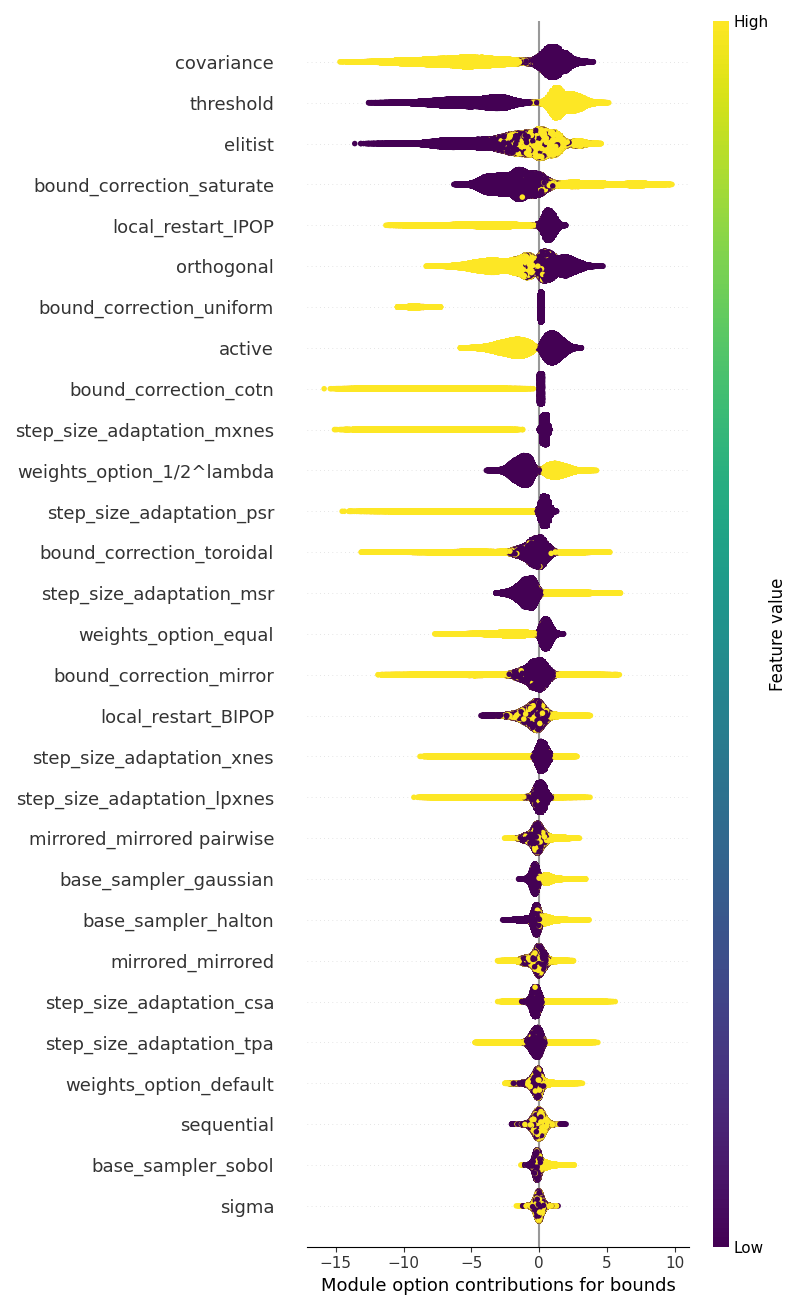 High
covariance
threshold
elitist
bound_correction_saturate
local_restart_IPOP
orthogonal
bound_correction_uniform
active
bound_correction_cotn
step_size_adaptation_mxnes
weights_option_1/2^lambda
step_size_adaptation_psr
bound_correction_toroidal
step_size_adaptation_msr
weights_option_equal
bound_correction_mirror
local_restart_BIPOP
step_size_adaptation_xnes
step_size_adaptation_lpxnes
mirrored_mirrored pairwise
base_sampler_gaussian
base_sampler_halton
mirrored_mirrored
step_size_adaptation_csa
step_size_adaptation_tpa
weights_option_default
sequential
base_sampler_sobol
sigma
Feature value
Low
−15 −10 −5 0 5 10
Module option contributions for bounds